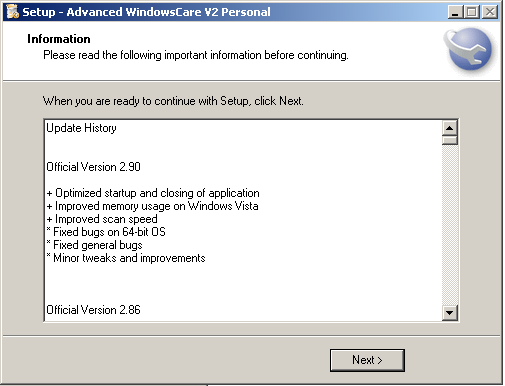 Setup - Advanced WindowsCare V2 Personal
Information
Please read the following important information before continuing.
When you are ready to continue with Setup, click Next.
Update History
Official Version 2.90
+ Optimized startup and closing of application
+ Improved memory usage on Windows Vista
+ Improved scan speed
* Fixed bugs on 64-bit OS
* Fixed general bugs
* Minor tweaks and improvements
Official Version 2.86
Next >